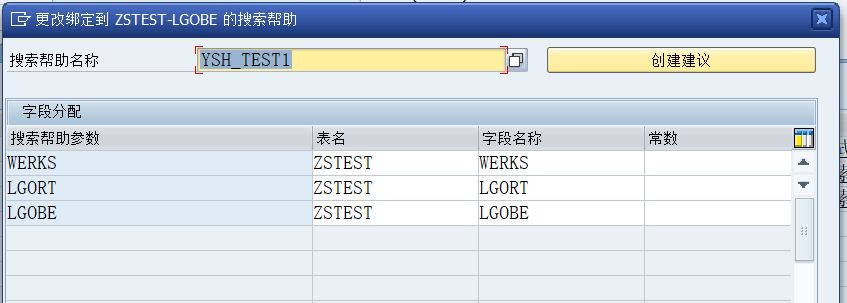 更改绑定到 ZSTEST-LGOBE 的搜索帮助
搜索帮助名称 YSH_TEST1 创建建议
字段分配
搜索帮助参数 表名 字段名称 常数
WERKS ZSTEST WERKS
LGORT ZSTEST LGORT
LGOBE ZSTEST LGOBE